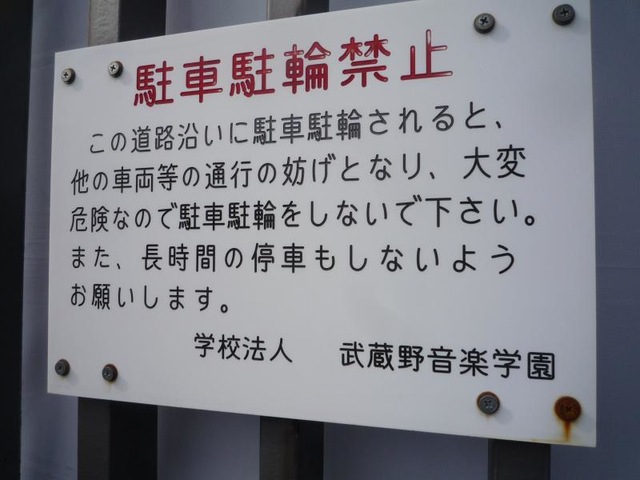 駐車駐輪禁止
この道路沿いに駐車駐輪されると、
他の車両等の通行の妨げとなり、大変
危険なので駐車駐輪をしないで下さい。
また、長時間の停車もしないよう
お願いします。
学校法人　武蔵野音楽学園